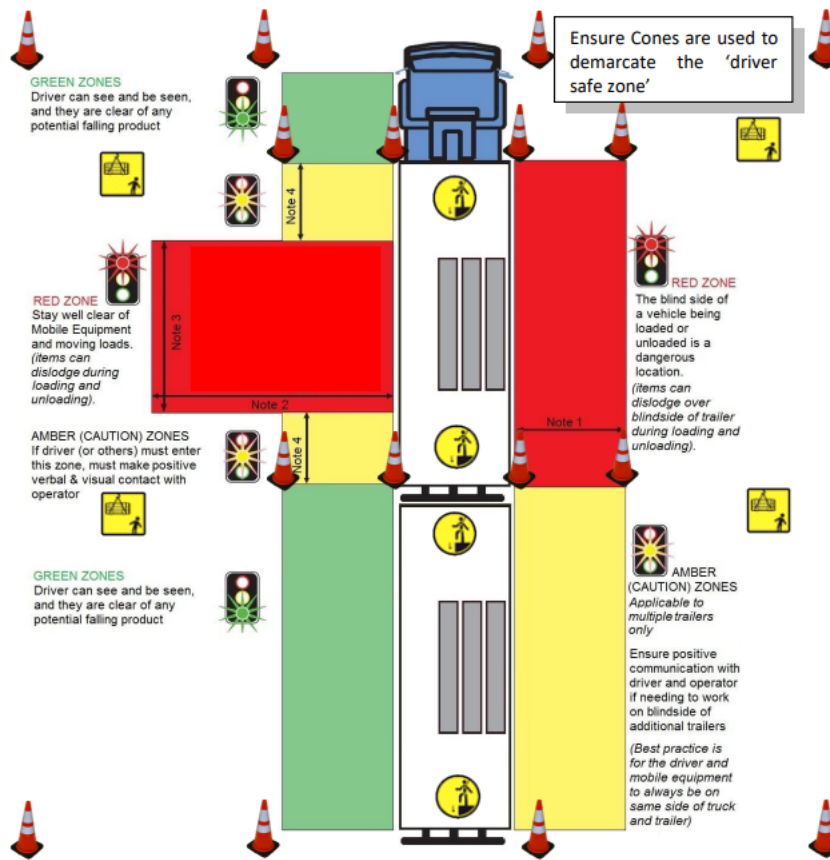 Ensure Cones are used to
demarcate the ‘driver
safe zone’
GREEN ZONES
Driver can see and be seen,
and they are clear of any
potential falling product
Note 4
RED ZONE
Stay well clear of
Mobile Equipment
and moving loads.
(items can
dislodge during
loading and
unloading).
Note 3
Note 2
RED ZONE
The blind side of
a vehicle being
loaded or
unloaded is a
dangerous
location.
(items can
dislodge over
blindside of trailer
during loading and
unloading).
Note 1
AMBER (CAUTION) ZONES
If driver (or others) must enter
this zone, must make positive
verbal & visual contact with
operator
Note 4
GREEN ZONES
Driver can see and be seen,
and they are clear of any
potential falling product
AMBER
(CAUTION) ZONES
Applicable to
multiple trailers
only
Ensure positive
communication with
driver and operator
if needing to work
on blindside of
additional trailers
(Best practice is
for the driver and
mobile equipment
to always be on
same side of truck
and trailer)